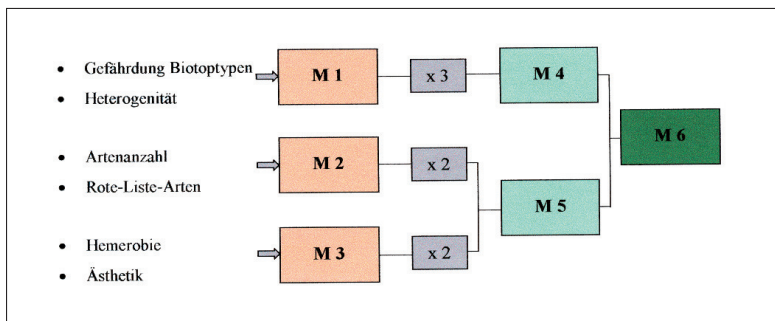 • Gefährdung Biotoptypen
• Heterogenität
M 1
x 3
M 4
M 6
• Artenanzahl
• Rote-Liste-Arten
M 2
x 2
M 5
• Hemerobie
• Ästhetik
M 3
x 2